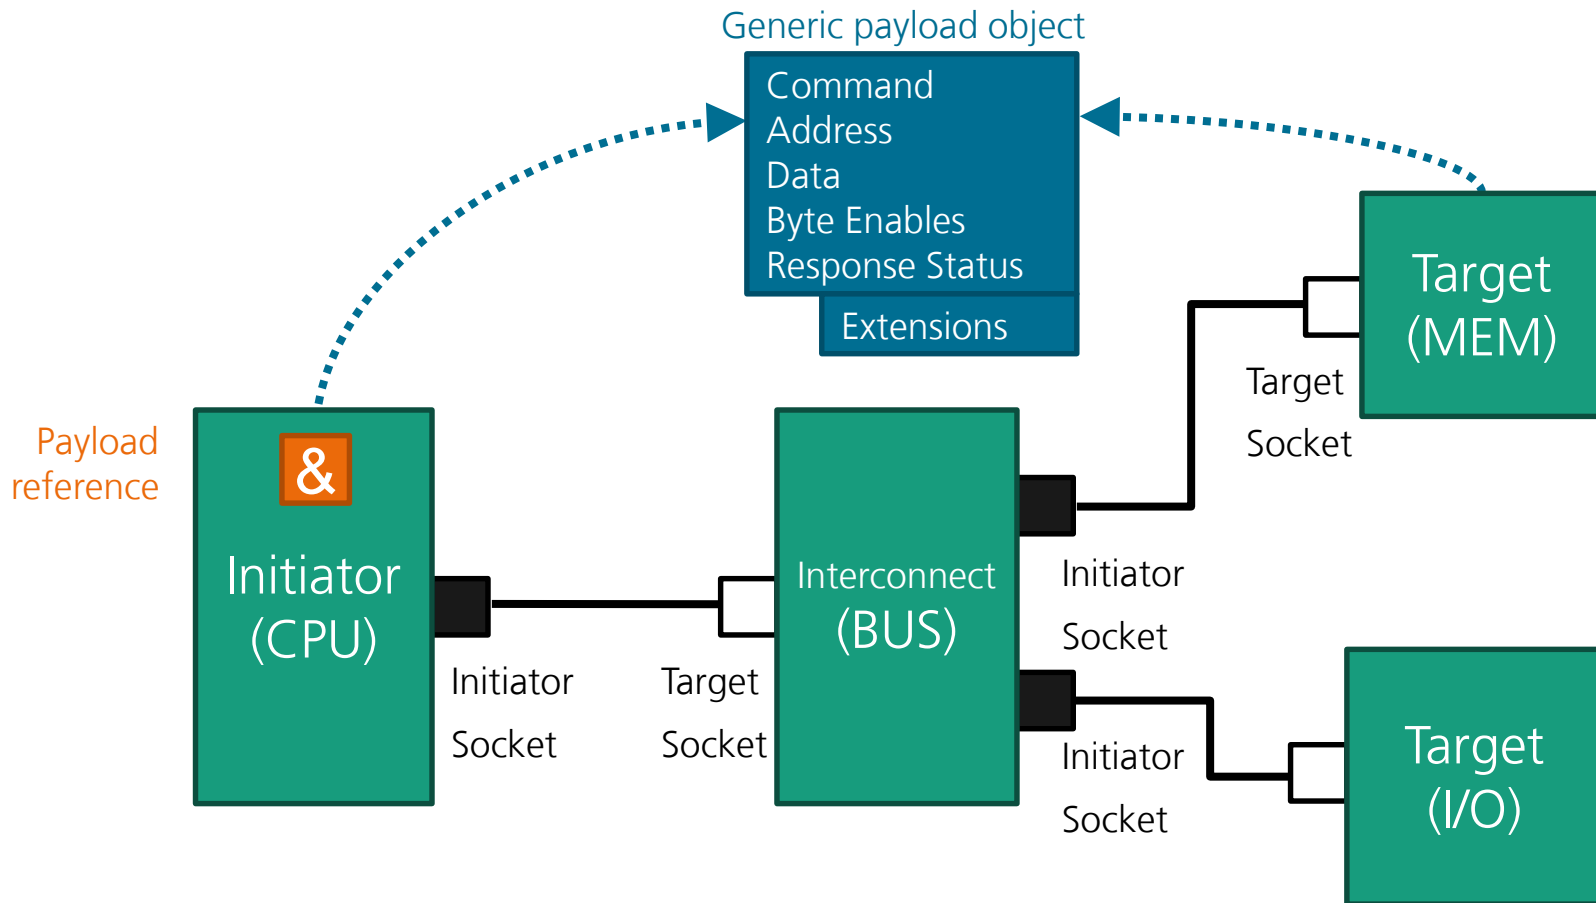 Generic payload object
Command
Address
Data
Byte Enables
Response Status
Extensions
Target
(MEM)
Target
Socket
Payload
reference
&
Initiator
(CPU)
Initiator
Socket
Target
Socket
Interconnect
(BUS)
Initiator
Socket
Initiator
Socket
Target
(I/O)